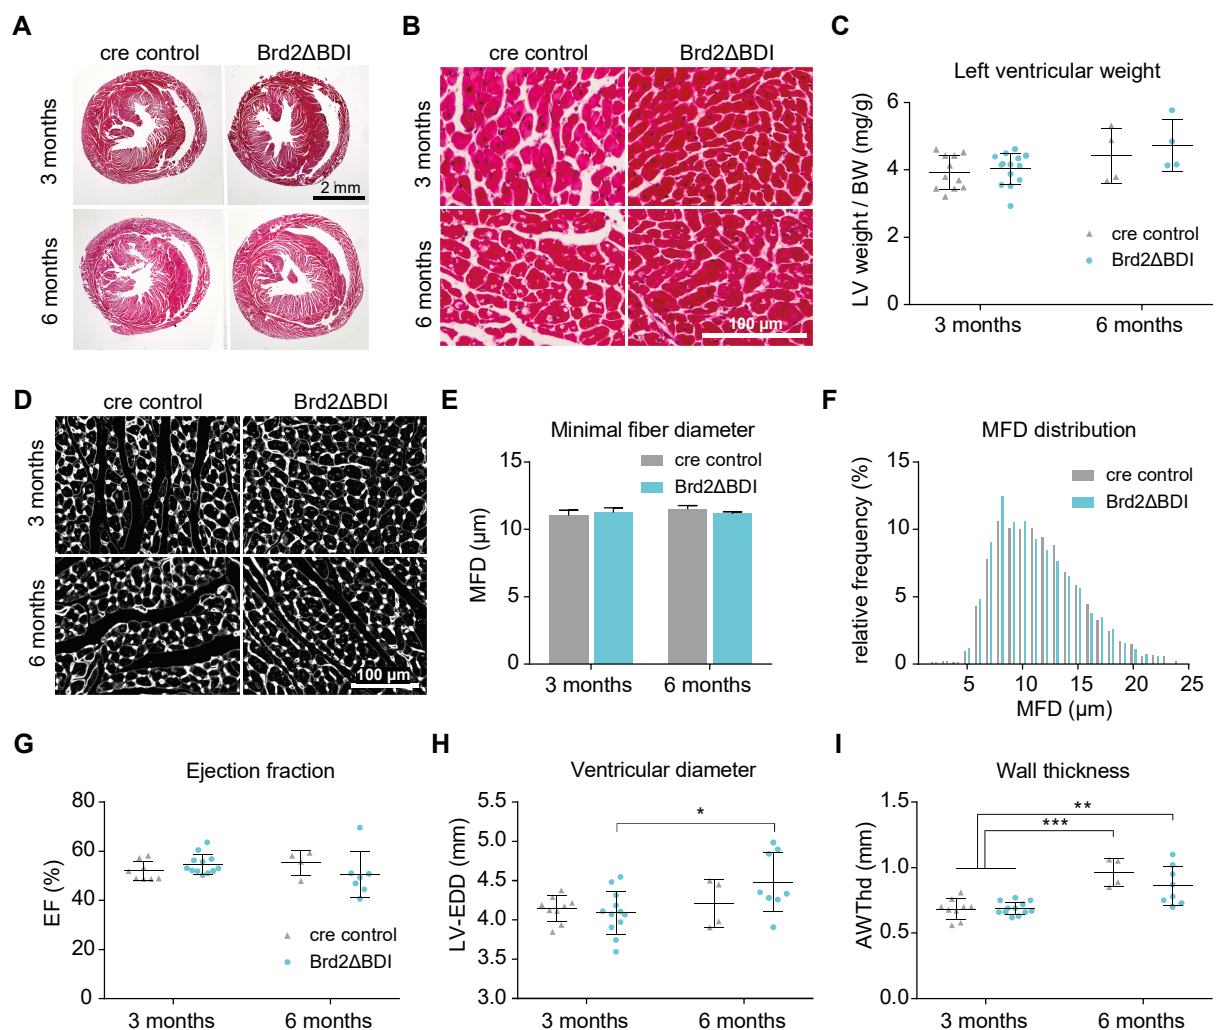 A
cre control
Brd2ΔBDI
3 months
6 months
2 mm
B
cre control
Brd2ΔBDI
3 months
6 months
100 µm
C
Left ventricular weight
LV weight / BW (mg/g)
6
4
2
0
cre control
Brd2ΔBDI
3 months
6 months
D
cre control
Brd2ΔBDI
3 months
6 months
100 µm
E
Minimal fiber diameter
MFD (µm)
15
10
5
0
cre control
Brd2ΔBDI
3 months
6 months
F
MFD distribution
relative frequency (%)
15
10
5
0
cre control
Brd2ΔBDI
5
10
15
20
25
MFD (µm)
G
Ejection fraction
EF (%)
80
60
40
20
0
cre control
Brd2ΔBDI
3 months
6 months
H
Ventricular diameter
LV-EDD (mm)
5.5
5.0
4.5
4.0
3.5
3.0
*
3 months
6 months
I
Wall thickness
AWThd (mm)
1.5
1.0
0.5
0.0
**
***
3 months
6 months